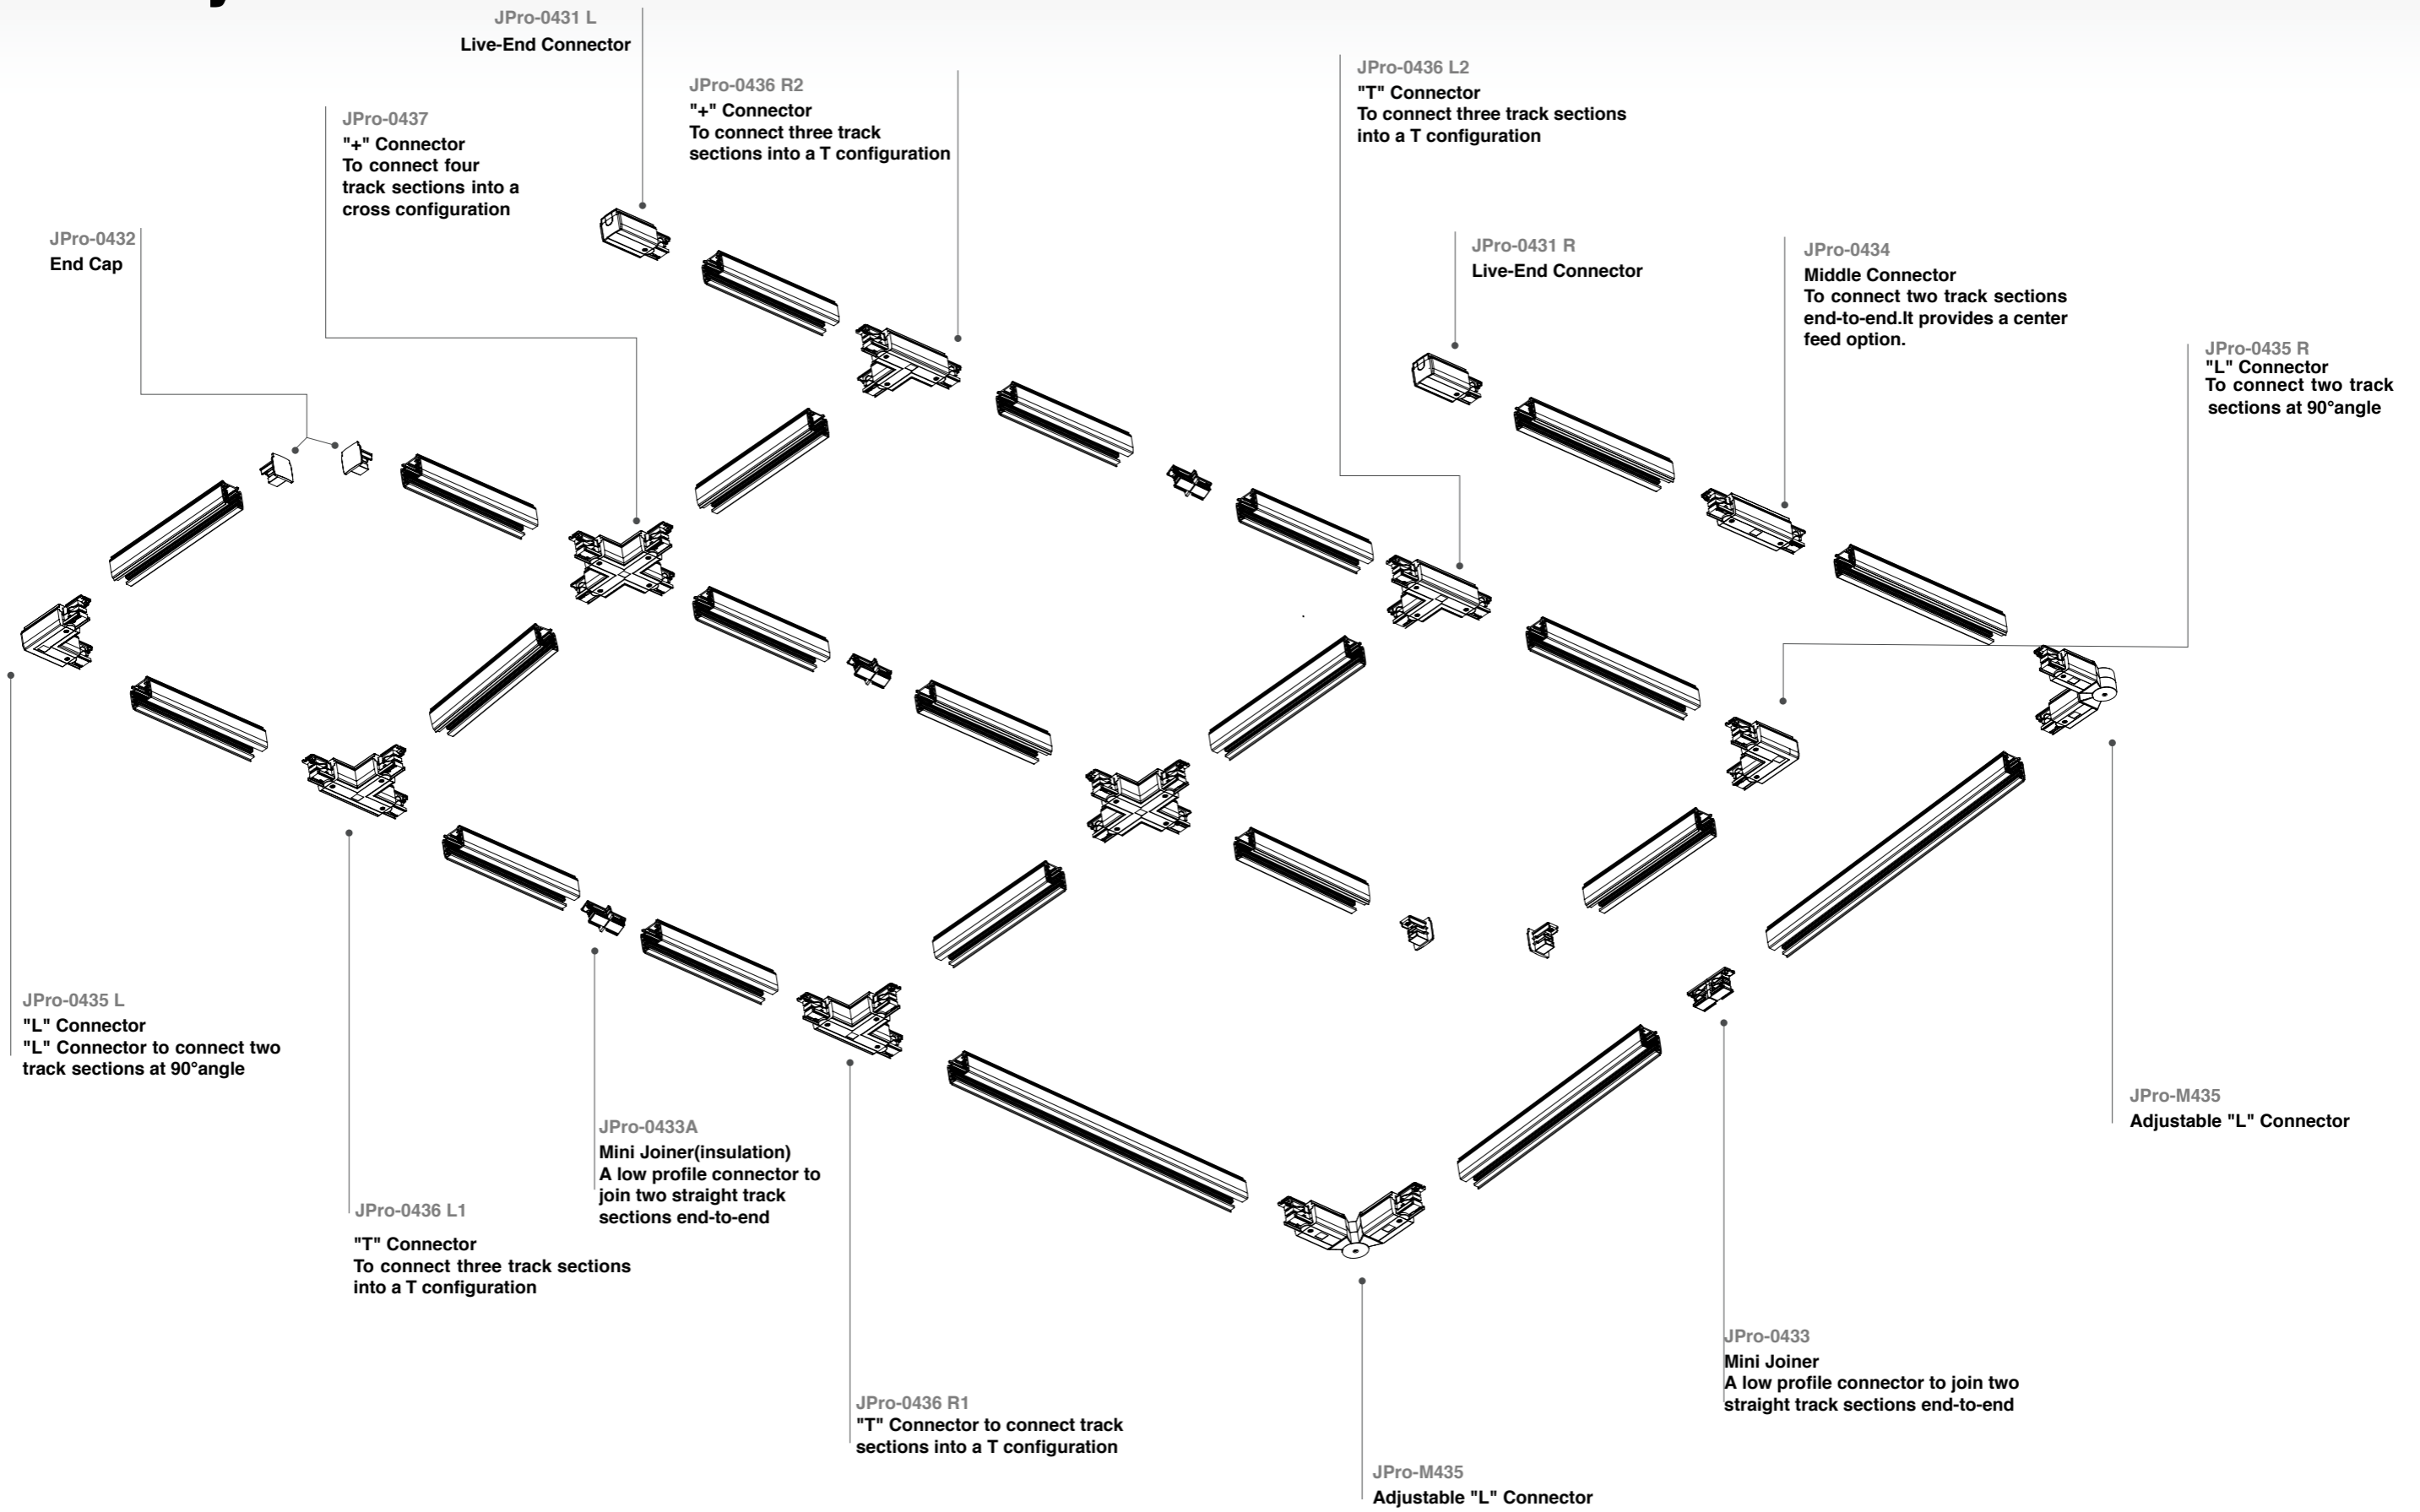 JPro-0431 L
Live-End Connector
JPro-0436 R2
"+" Connector
To connect three track
sections into a T configuration
JPro-0436 L2
"T" Connector
To connect three track sections
into a T configuration
JPro-0437
"+" Connector
To connect four
track sections into a
cross configuration
JPro-0432
End Cap
JPro-0431 R
Live-End Connector
JPro-0434
Middle Connector
To connect two track sections
end-to-end.It provides a center
feed option.
JPro-0435 R
"L" Connector
To connect two track
sections at 90°angle
JPro-0435 L
"L" Connector
"L" Connector to connect two
track sections at 90°angle
JPro-0433A
Mini Joiner(insulation)
A low profile connector to
join two straight track
sections end-to-end
JPro-M435
Adjustable "L" Connector
JPro-0436 L1
"T" Connector
To connect three track sections
into a T configuration
JPro-0433
Mini Joiner
A low profile connector to join two
straight track sections end-to-end
JPro-0436 R1
"T" Connector to connect track
sections into a T configuration
JPro-M435
Adjustable "L" Connector